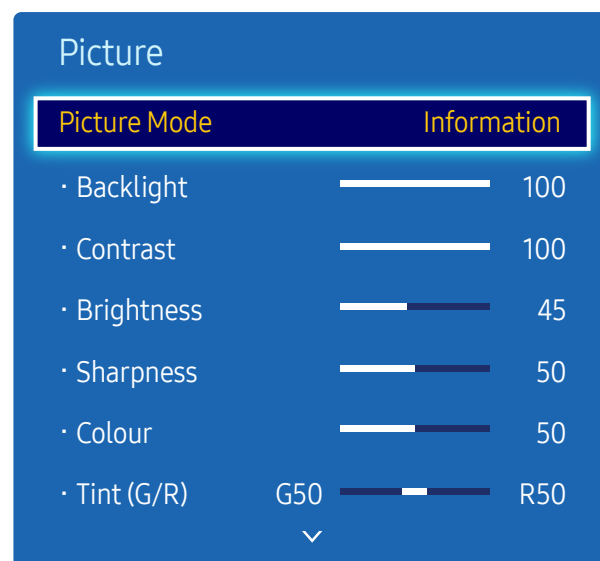 Picture
Picture Mode Information
· Backlight 100
· Contrast 100
· Brightness 45
· Sharpness 50
· Colour 50
· Tint (G/R) G50 R50